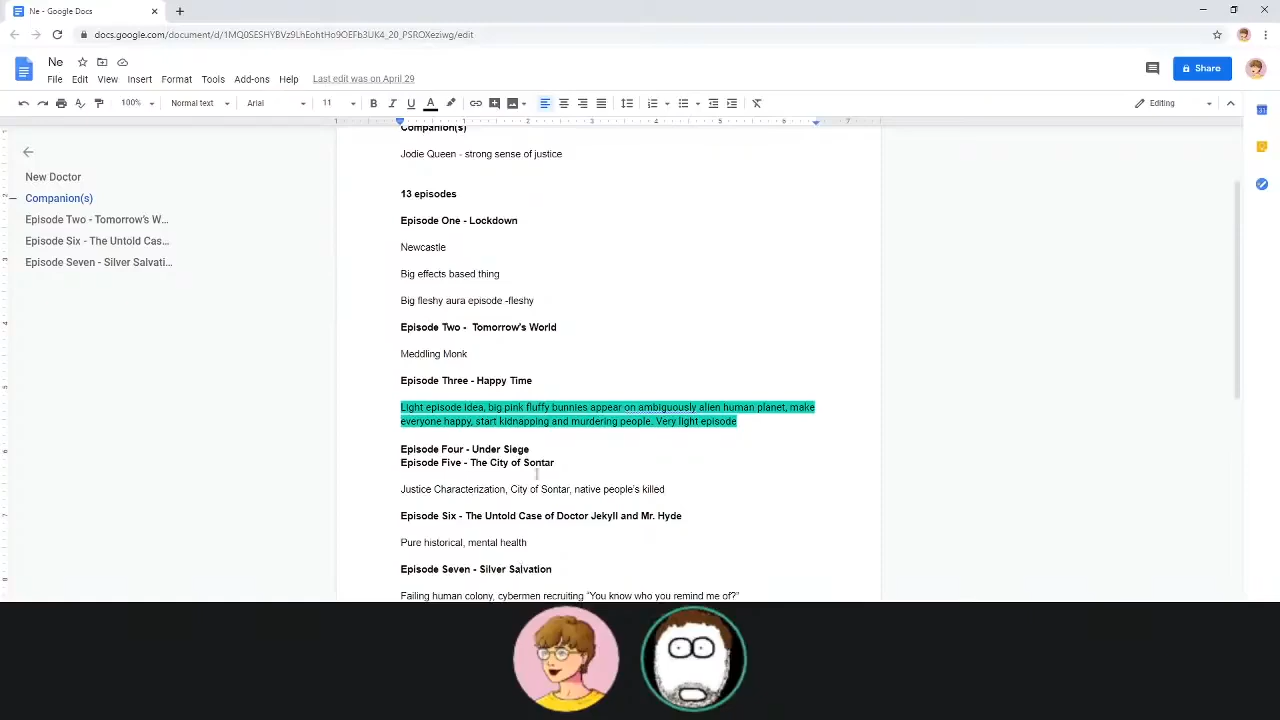 Ne - Google Docs
docs.google.com/document/d/1MQ0SESHYBVz9LhEohtHo9OEFb3UK4_20_PSROXeziwg/edit
Ne
File Edit View Insert Format Tools Add-ons Help Last edit was on April 29
Share
100% Normal text Arial 11 B I U A Editing
1 1 2 3 4 5 6 7
New Doctor
Companion(s)
Episode Two - Tomorrow's W...
Episode Six - The Untold Cas...
Episode Seven - Silver Salvati...
Companion(s)
Jodie Queen - strong sense of justice
13 episodes
Episode One - Lockdown
Newcastle
Big effects based thing
Big fleshy aura episode -fleshy
Episode Two -  Tomorrow's World
Meddling Monk
Episode Three - Happy Time
Light episode idea, big pink fluffy bunnies appear on ambiguously alien human planet, make
everyone happy, start kidnapping and murdering people. Very light episode
Episode Four - Under Siege
Episode Five - The City of Sontar
Justice Characterization, City of Sontar, native people's killed
Episode Six - The Untold Case of Doctor Jekyll and Mr. Hyde
Pure historical, mental health
Episode Seven - Silver Salvation
Failing human colony, cybermen recruiting "You know who you remind me of?"